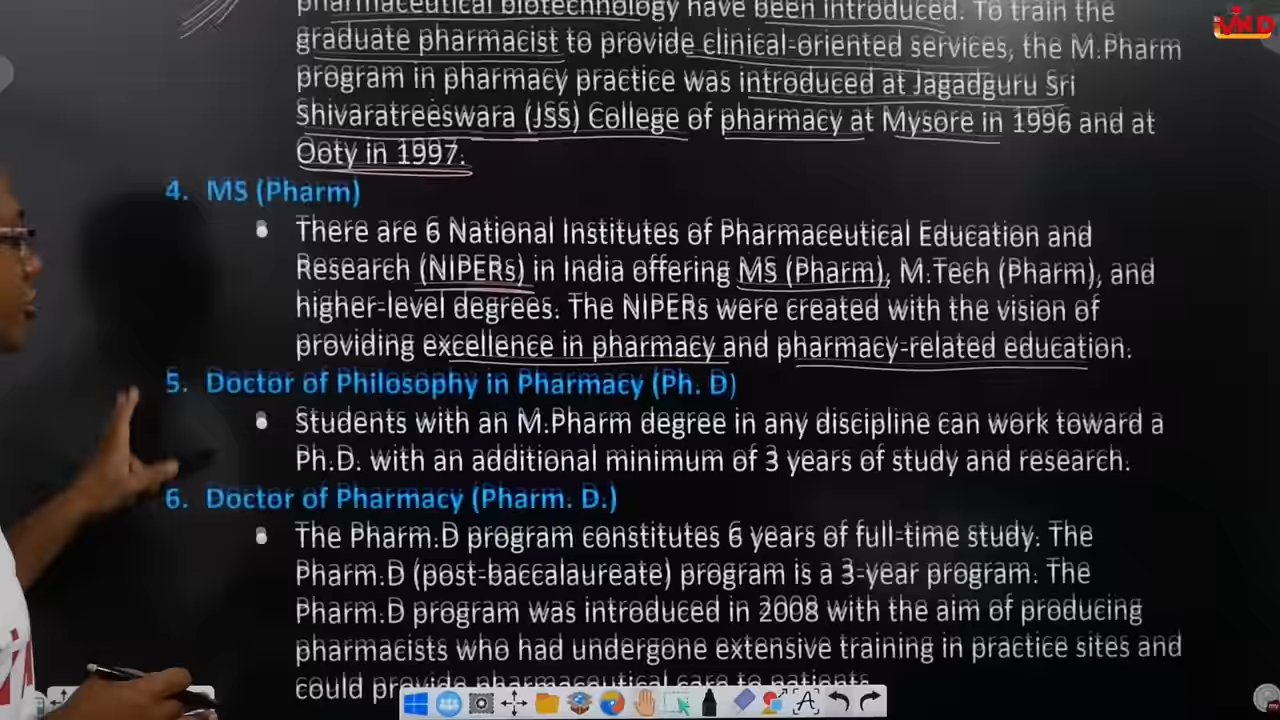 pharmaceutical biotechnology have been introduced. To train the
graduate pharmacist to provide clinical-oriented services, the M.Pharm
program in pharmacy practice was introduced at Jagadguru Sri
Shivaratreeswara (JSS) College of pharmacy at Mysore in 1996 and at
Ooty in 1997.
4. MS (Pharm)
There are 6 National Institutes of Pharmaceutical Education and
Research (NIPERs) in India offering MS (Pharm), M.Tech (Pharm), and
higher-level degrees. The NIPERs were created with the vision of
providing excellence in pharmacy and pharmacy-related education.
5. Doctor of Philosophy in Pharmacy (Ph. D)
Students with an M.Pharm degree in any discipline can work toward a
Ph.D. with an additional minimum of 3 years of study and research.
6. Doctor of Pharmacy (Pharm. D.)
The Pharm.D program constitutes 6 years of full-time study. The
Pharm.D (post-baccalaureate) program is a 3-year program. The
Pharm.D program was introduced in 2008 with the aim of producing
pharmacists who had undergone extensive training in practice sites and
could provide pharmaceutical care to patients.